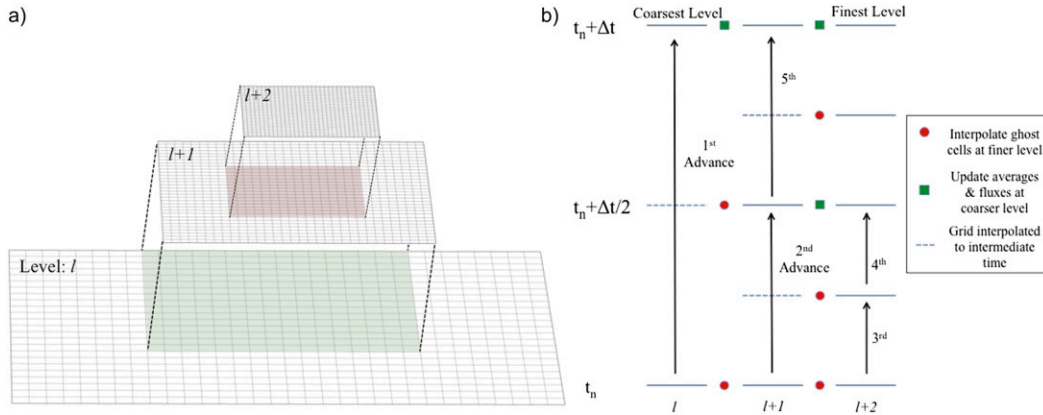 a)
l+2
l+1
Level: l
b)
Coarsest Level
Finest Level
tn+Δt
5th
1st
Advance
tn+Δt/2
2nd
Advance
4th
3rd
tn
l
l+1
l+2
Interpolate ghost
cells at finer level
Update averages
& fluxes at
coarser level
Grid interpolated
to intermediate
time